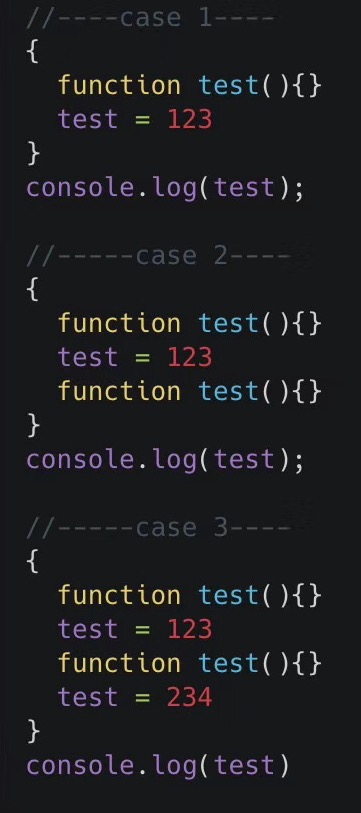 //----case 1----
{
  function test(){}
  test = 123
}
console.log(test);

//-----case 2----
{
  function test(){}
  test = 123
  function test(){}
}
console.log(test);

//-----case 3----
{
  function test(){}
  test = 123
  function test(){}
  test = 234
}
console.log(test)